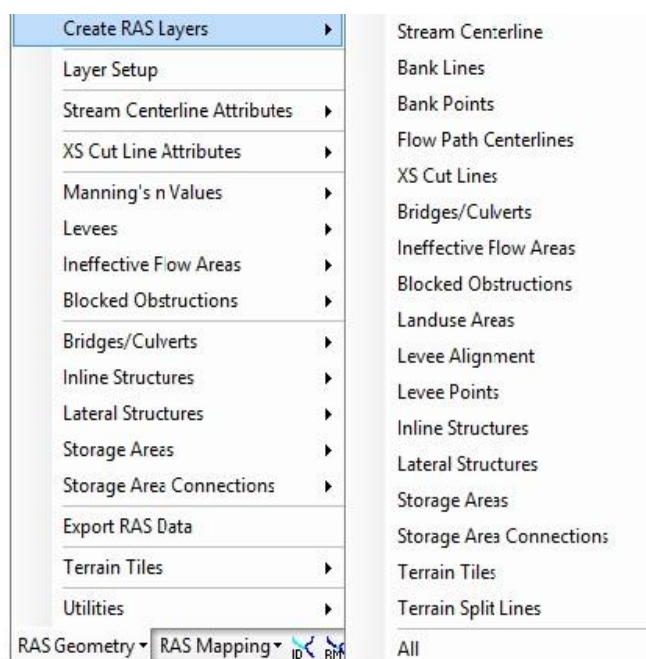 Create RAS Layers
Layer Setup
Stream Centerline Attributes
XS Cut Line Attributes
Manning's n Values
Levees
Ineffective Flow Areas
Blocked Obstructions
Bridges/Culverts
Inline Structures
Lateral Structures
Storage Areas
Storage Area Connections
Export RAS Data
Terrain Tiles
Utilities
RAS Geometry RAS Mapping ID RM
Stream Centerline
Bank Lines
Bank Points
Flow Path Centerlines
XS Cut Lines
Bridges/Culverts
Ineffective Flow Areas
Blocked Obstructions
Landuse Areas
Levee Alignment
Levee Points
Inline Structures
Lateral Structures
Storage Areas
Storage Area Connections
Terrain Tiles
Terrain Split Lines
All